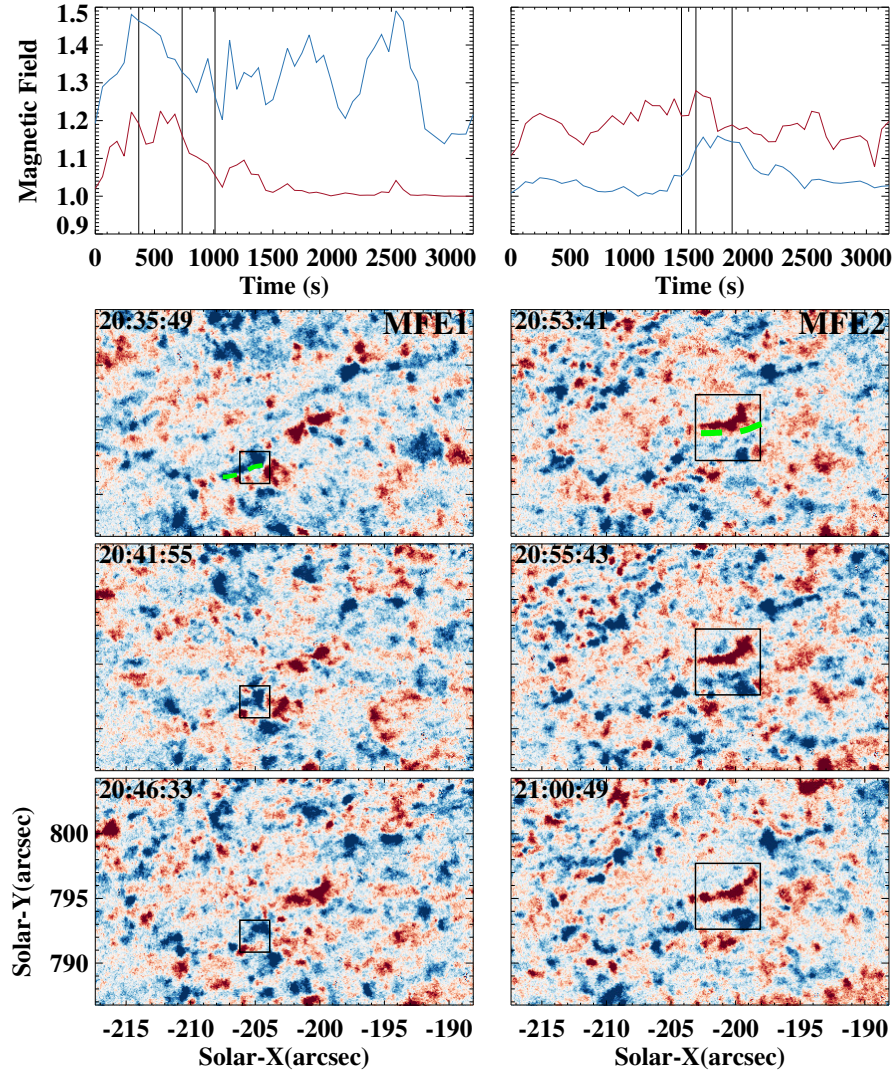 Magnetic Field
1.5
1.4
1.3
1.2
1.1
1.0
0.9
0 500 1000 1500 2000 2500 3000
0 500 1000 1500 2000 2500 3000
Time (s)
Time (s)
20:35:49 MFE1
20:53:41 MFE2
20:41:55
20:55:43
20:46:33
21:00:49
Solar-Y(arcsec)
800
795
790
-215 -210 -205 -200 -195 -190
-215 -210 -205 -200 -195 -190
Solar-X(arcsec)
Solar-X(arcsec)